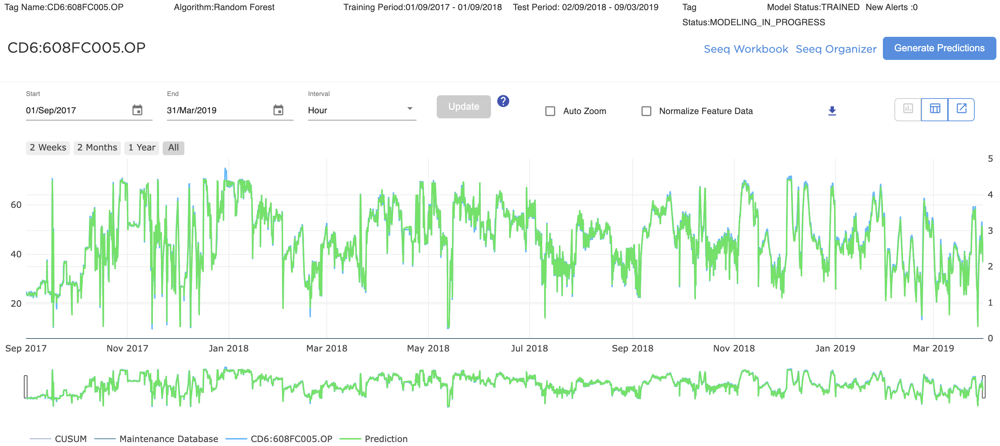 Tag Name:CD6:608FC005.OP Algorithm:Random Forest Training Period:01/09/2017 - 01/09/2018 Test Period: 02/09/2018 - 09/03/2019 Tag Model Status:TRAINED New Alerts :0
Status:MODELING_IN_PROGRESS
CD6:608FC005.OP Seeq Workbook Seeq Organizer Generate Predictions
Start End Interval
01/Sep/2017 31/Mar/2019 Hour Update ? Auto Zoom Normalize Feature Data
2 Weeks 2 Months 1 Year All
5
60 4
3
40
2
20 1
0
Sep 2017 Nov 2017 Jan 2018 Mar 2018 May 2018 Jul 2018 Sep 2018 Nov 2018 Jan 2019 Mar 2019
CUSUM Maintenance Database CD6:608FC005.OP Prediction